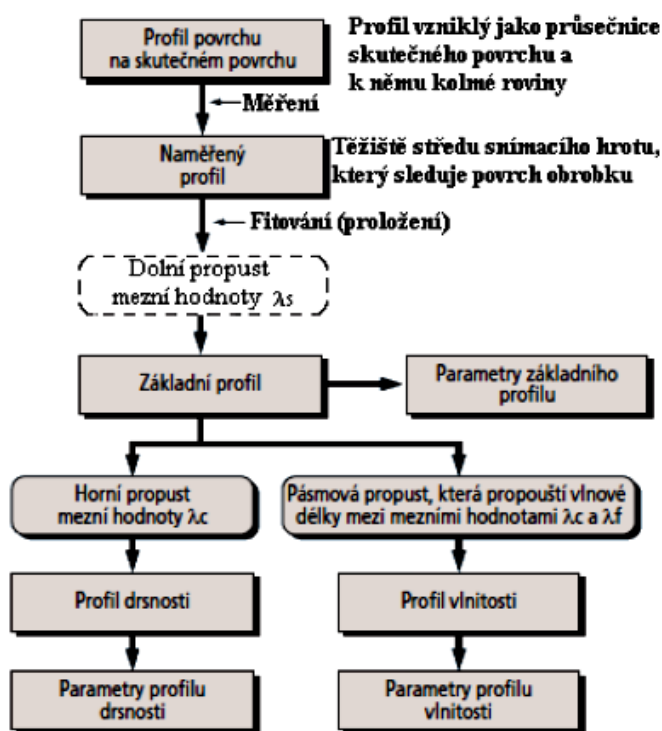 Profil povrchu
na skutečném povrchu
Profil vzniklý jako průsečnice
skutečného povrchu a
k němu kolmé roviny
Měření
Naměřený
profil
Těžiště středu snímacího hrotu,
který sleduje povrch obrobku
Fitování (proložení)
Dolní propust
mezní hodnoty λs
Základní profil
Parametry základního
profilu
Horní propust
mezní hodnoty λc
Pásmová propust, která propouští vlnové
délky mezi mezními hodnotami λc a λf
Profil drsnosti
Profil vlnitosti
Parametry profilu
drsnosti
Parametry profilu
vlnitosti